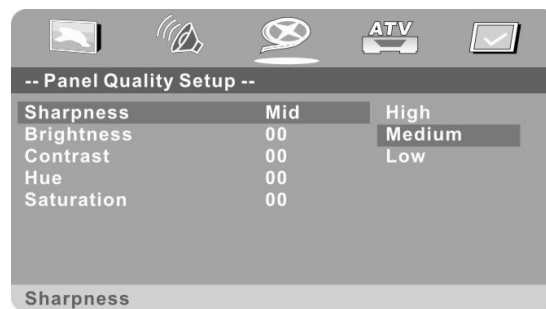 ATV
-- Panel Quality Setup --
Sharpness Mid High
Brightness 00 Medium
Contrast 00 Low
Hue 00
Saturation 00
Sharpness